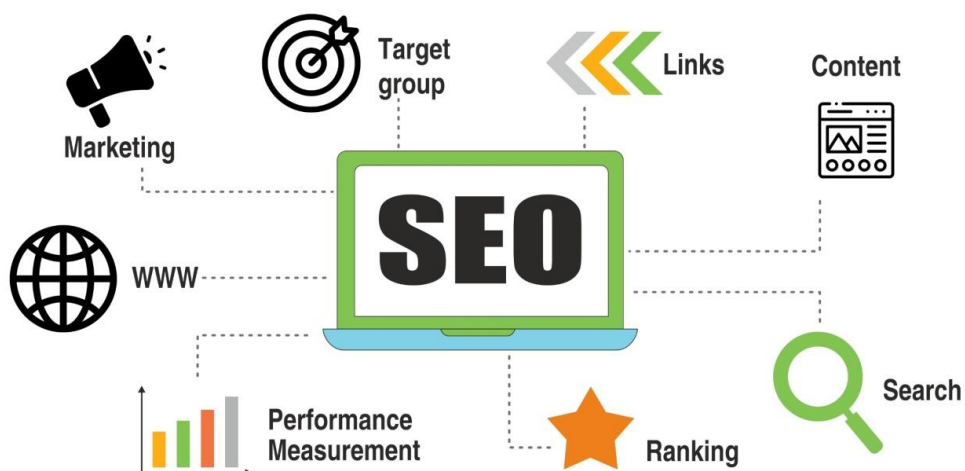 Target
group
Links
Content
Marketing
SEO
WWW
Search
Performance
Measurement
Ranking